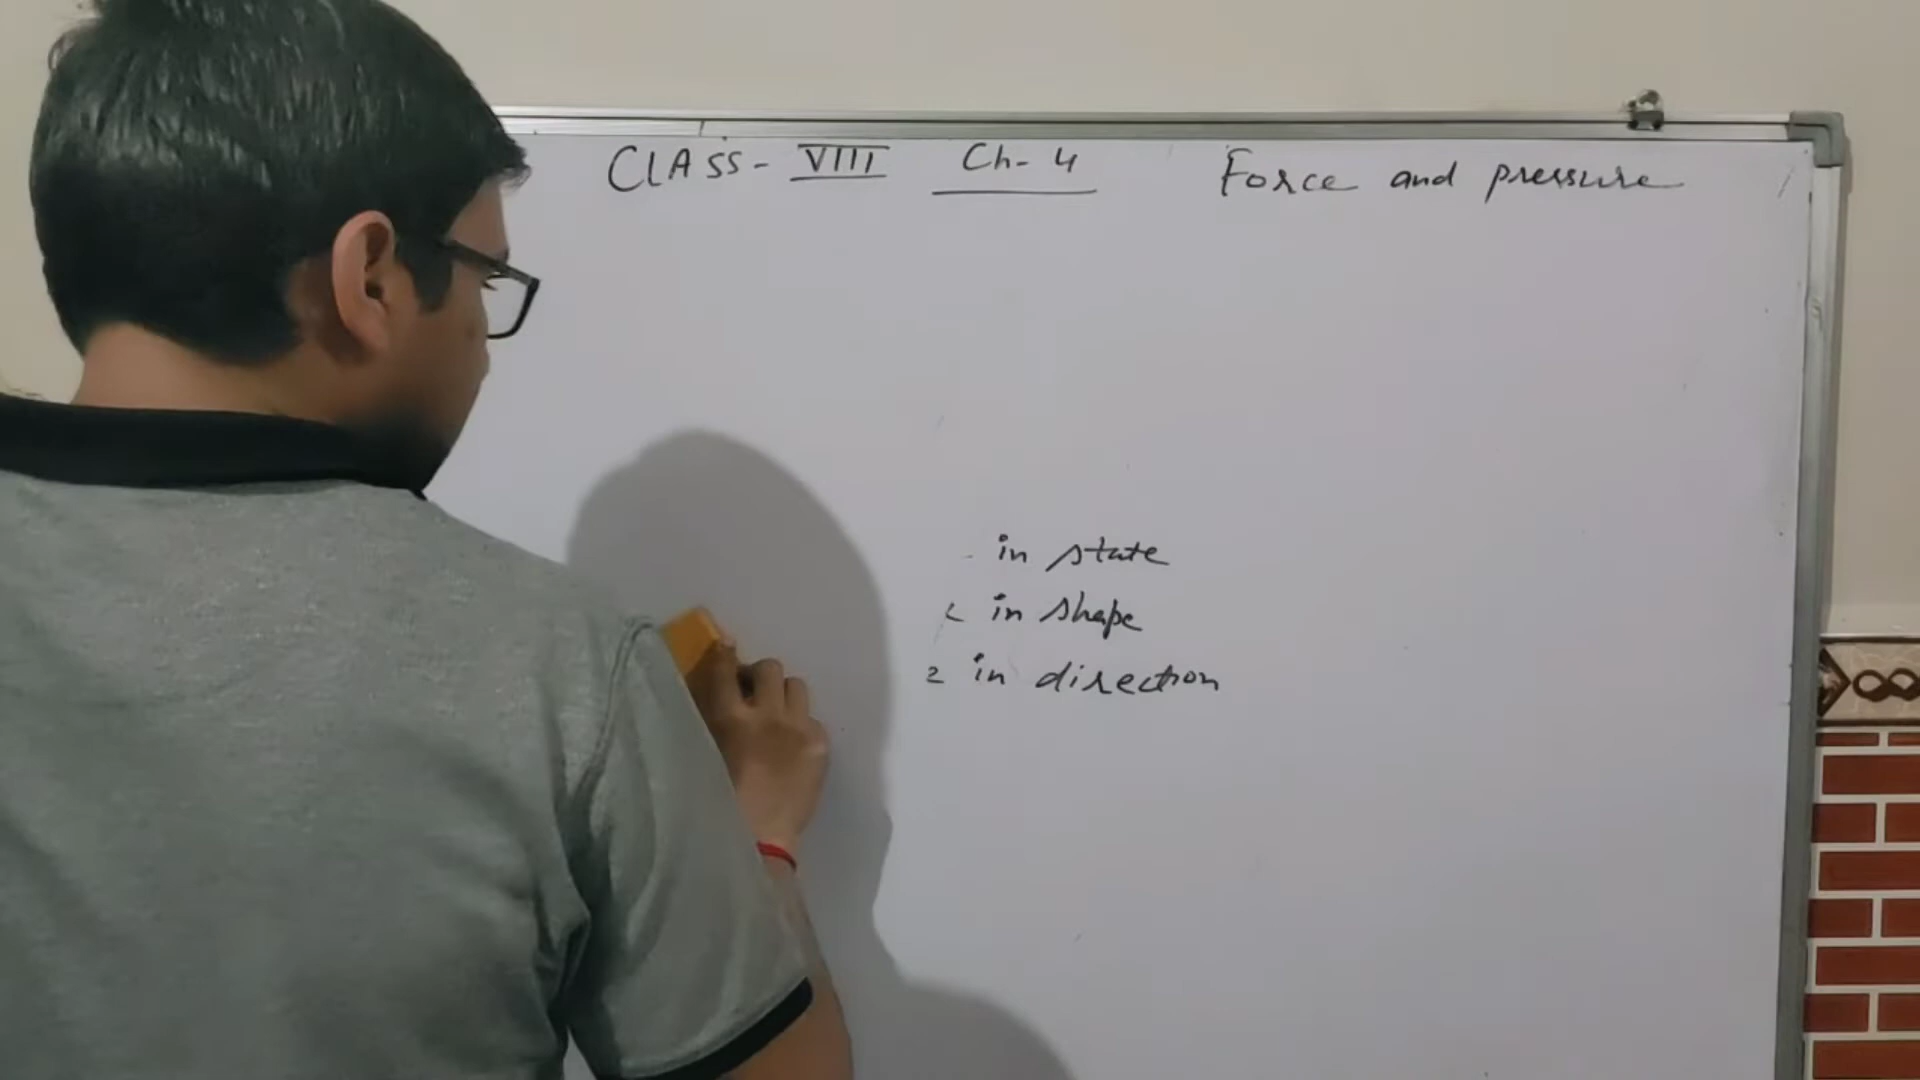 CLASS - VIII Ch- 4 Force and pressure
in state
in shape
in direction